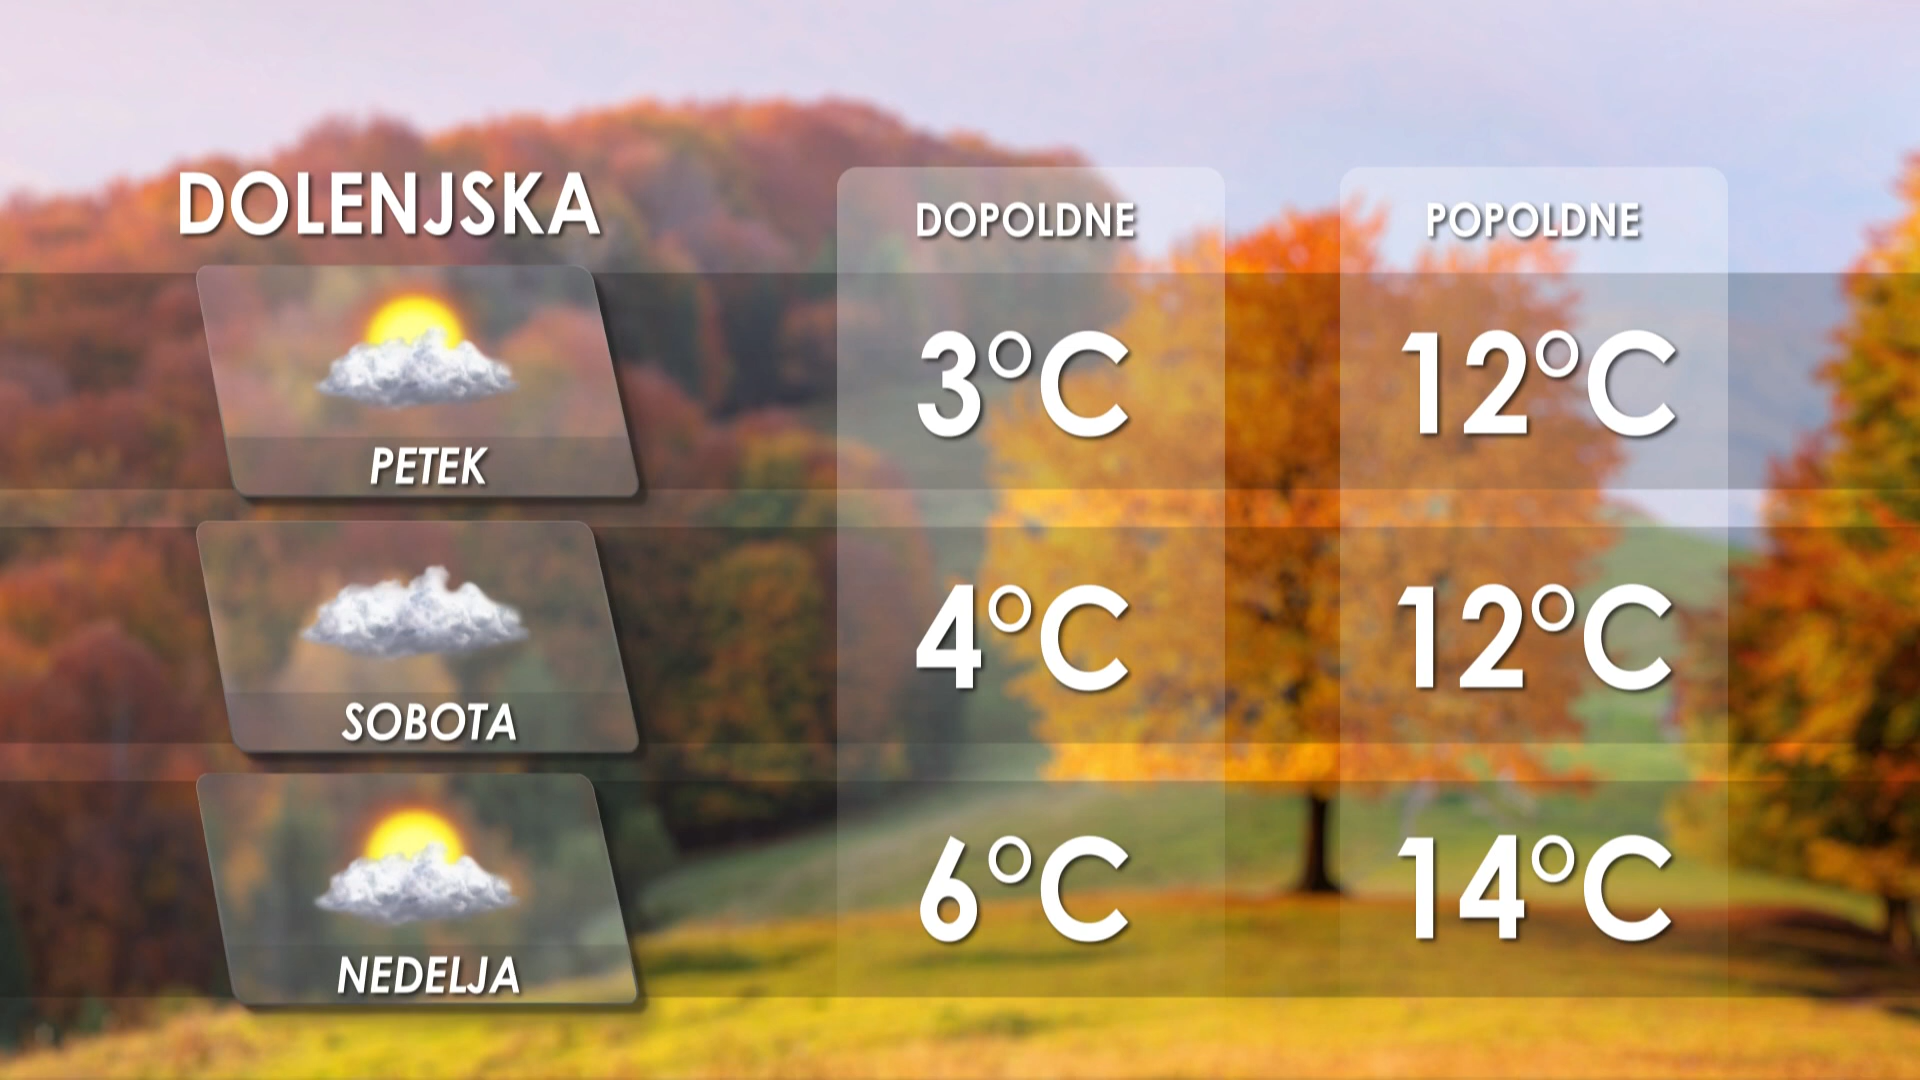 DOLENJSKA
DOPOLDNE
POPOLDNE
3°C
12°C
PETEK
4°C
12°C
SOBOTA
6°C
14°C
NEDELJA